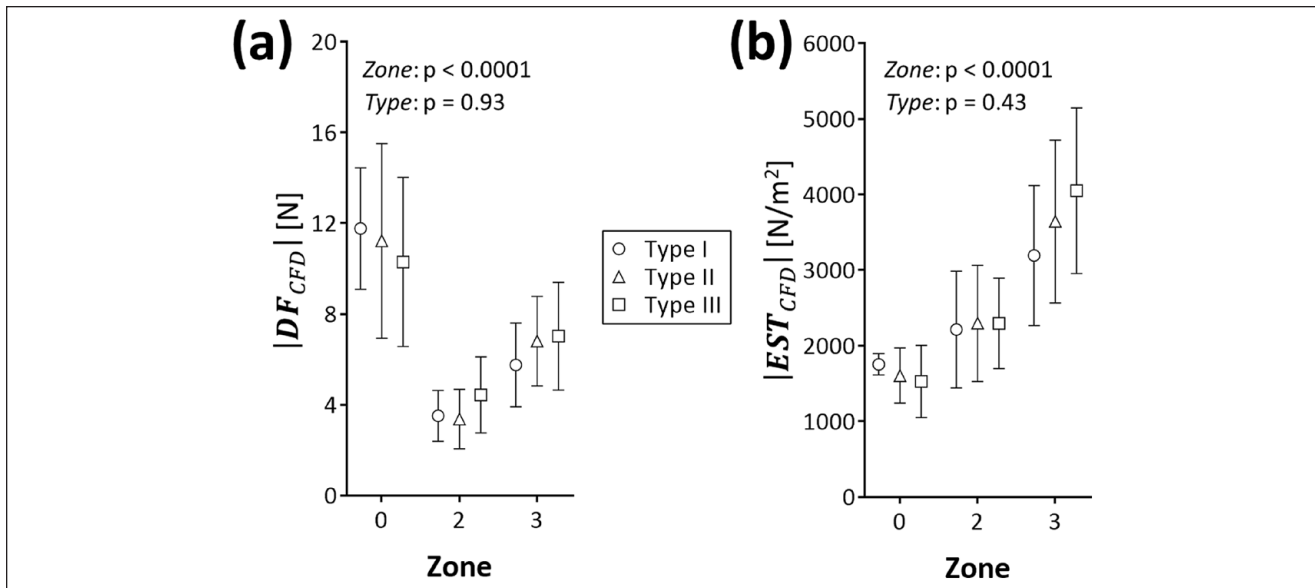 (a)
20
16
12
8
4
0
|DF_CFD| [N]
Zone: p < 0.0001
Type: p = 0.93
0 2 3
Zone
Type I
Type II
Type III
(b)
6000
5000
4000
3000
2000
1000
0
|EST_CFD| [N/m²]
Zone: p < 0.0001
Type: p = 0.43
0 2 3
Zone